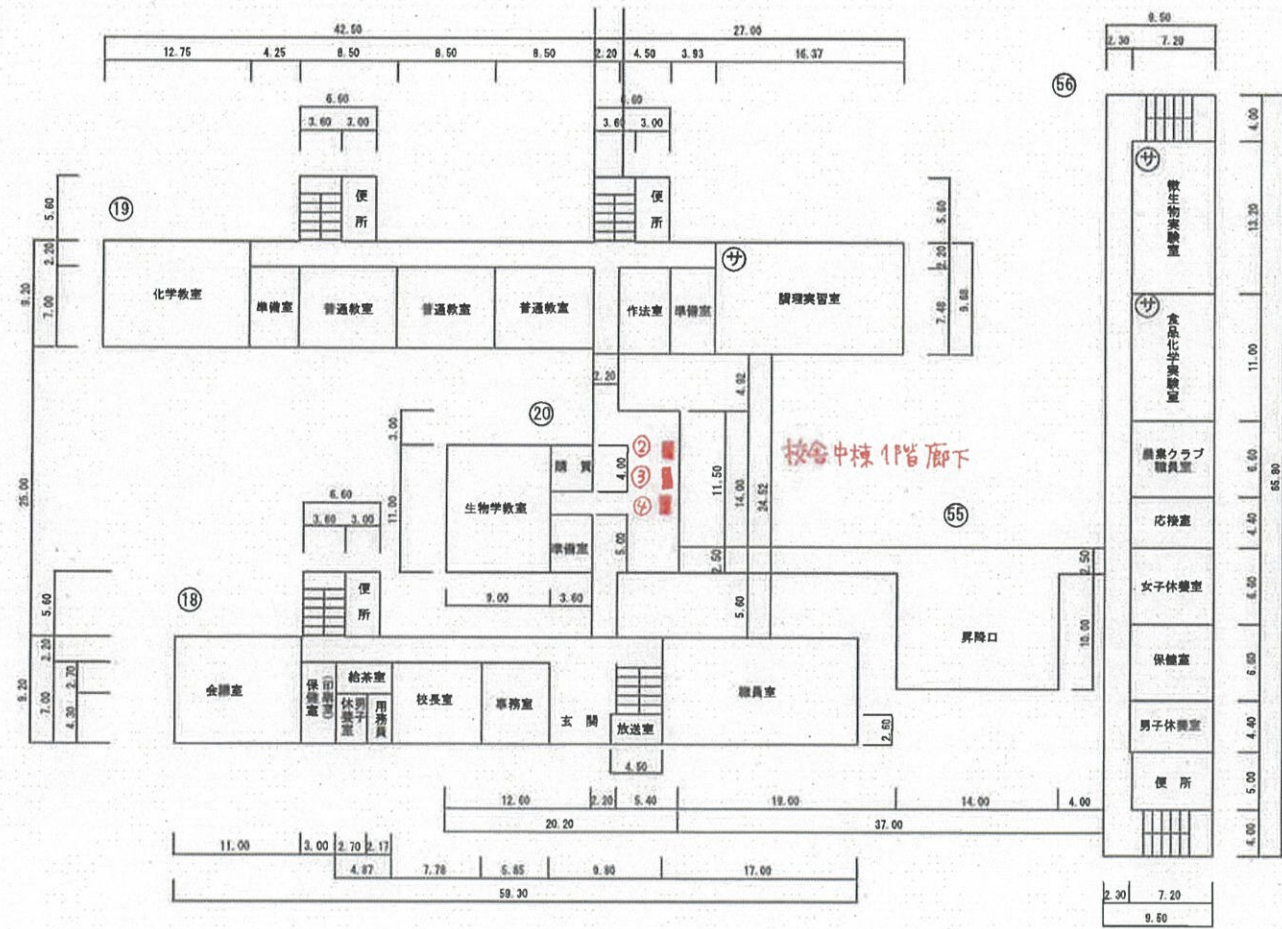 42.50 27.00
12.75 4.25 8.50 8.50 8.50 2.20 4.50 3.93 16.37
9.50
2.30 7.20
56
6.60
3.60 3.00
6.60
3.60 3.00
4.00
サ
微生物実験室
13.20
19
5.60
便所
便所
5.60
9.20
2.20
7.00
化学教室
準備室
普通教室
普通教室
普通教室
作法室
準備室
サ
調理実習室
2.20
7.48
9.68
サ
食品化学実験室
11.00
2.20
4.92
20
3.00
11.00
生物学教室
購買
4.00
②
③
④
準備室
5.00
11.50
14.00
24.52
2.50
校舎中棟1階廊下
農業クラブ
職員室
6.60
65.80
25.00
55
応接室
4.40
6.60
3.60 3.00
9.00 3.60
5.60
2.50
女子休養室
6.60
18
5.60
便所
昇降口
10.00
9.20
2.20
7.00
2.70
4.30
会議室
保健室
(印刷室)
給茶室
男子
休養室
用務員
校長室
事務室
玄関
放送室
職員室
2.60
保健室
6.60
男子休養室
4.40
4.50
便所
5.00
12.60 2.20 5.40 19.00 14.00 4.00
20.20 37.00
4.00
11.00 3.00 2.70 2.17
4.87 7.78 5.85 9.80 17.00
59.30
2.30 7.20
9.50